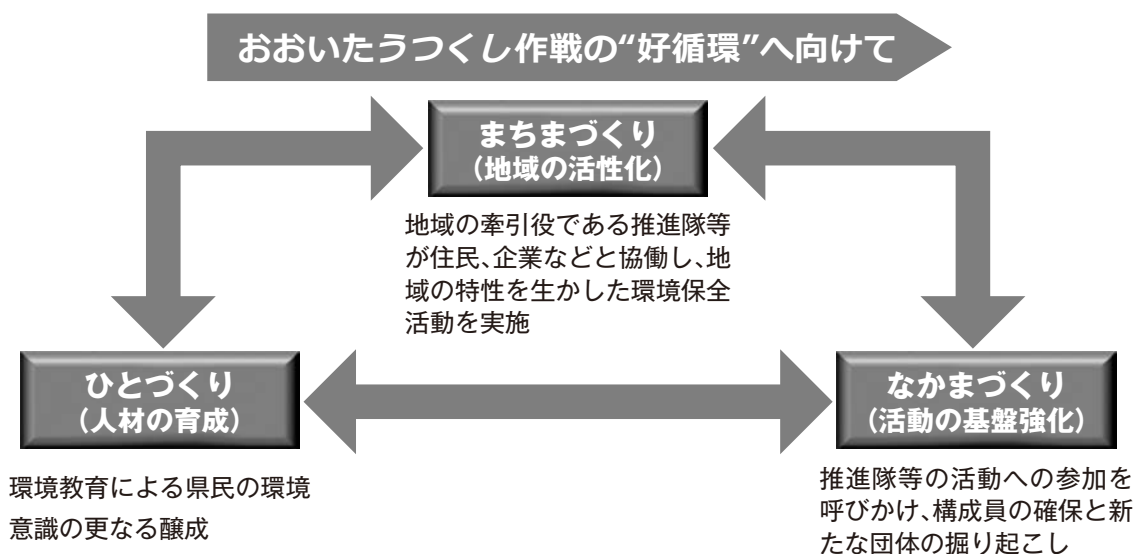 おおいたうつくし作戦の“好循環”へ向けて
まちまづくり
（地域の活性化）
地域の牽引役である推進隊等
が住民、企業などと協働し、地
域の特性を生かした環境保全
活動を実施
ひとづくり
（人材の育成）
環境教育による県民の環境
意識の更なる醸成
なかまづくり
（活動の基盤強化）
推進隊等の活動への参加を
呼びかけ、構成員の確保と新
たな団体の掘り起こし